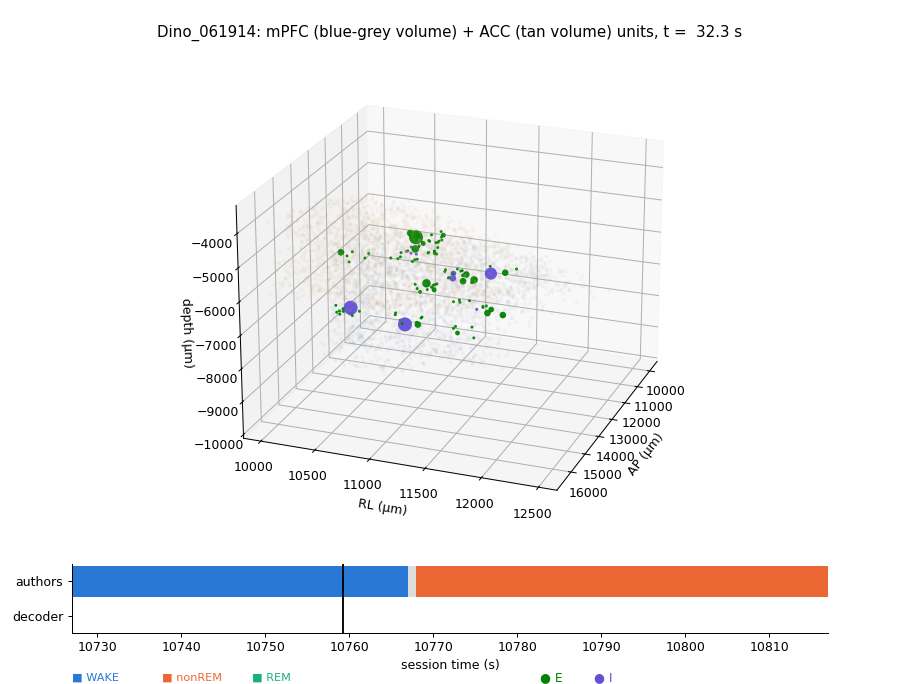 Dino_061914: mPFC (blue-grey volume) + ACC (tan volume) units, t =  32.3 s
−4000
−5000
−6000
−7000
−8000
−9000
−10000
depth (μm)
10000
10500
11000
11500
12000
12500
RL (μm)
10000
11000
12000
13000
14000
15000
16000
AP (μm)
authors
decoder
10730 10740 10750 10760 10770 10780 10790 10800 10810
session time (s)
WAKE nonREM REM E I